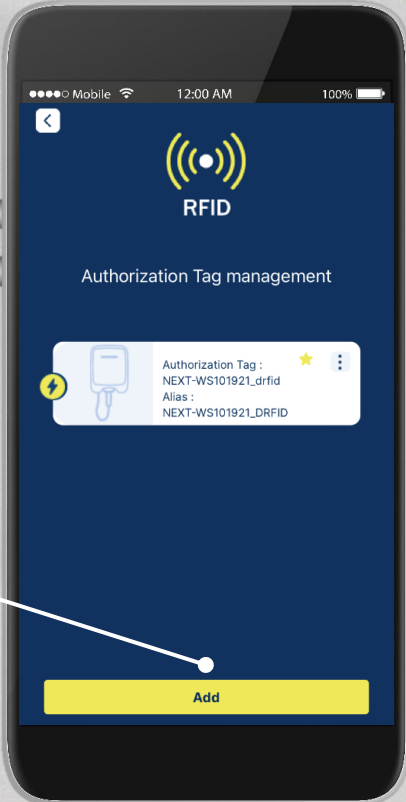 Mobile 12:00 AM 100%
RFID
Authorization Tag management
Authorization Tag :
NEXT-WS101921_drfid
Alias :
NEXT-WS101921_DRFID
Add